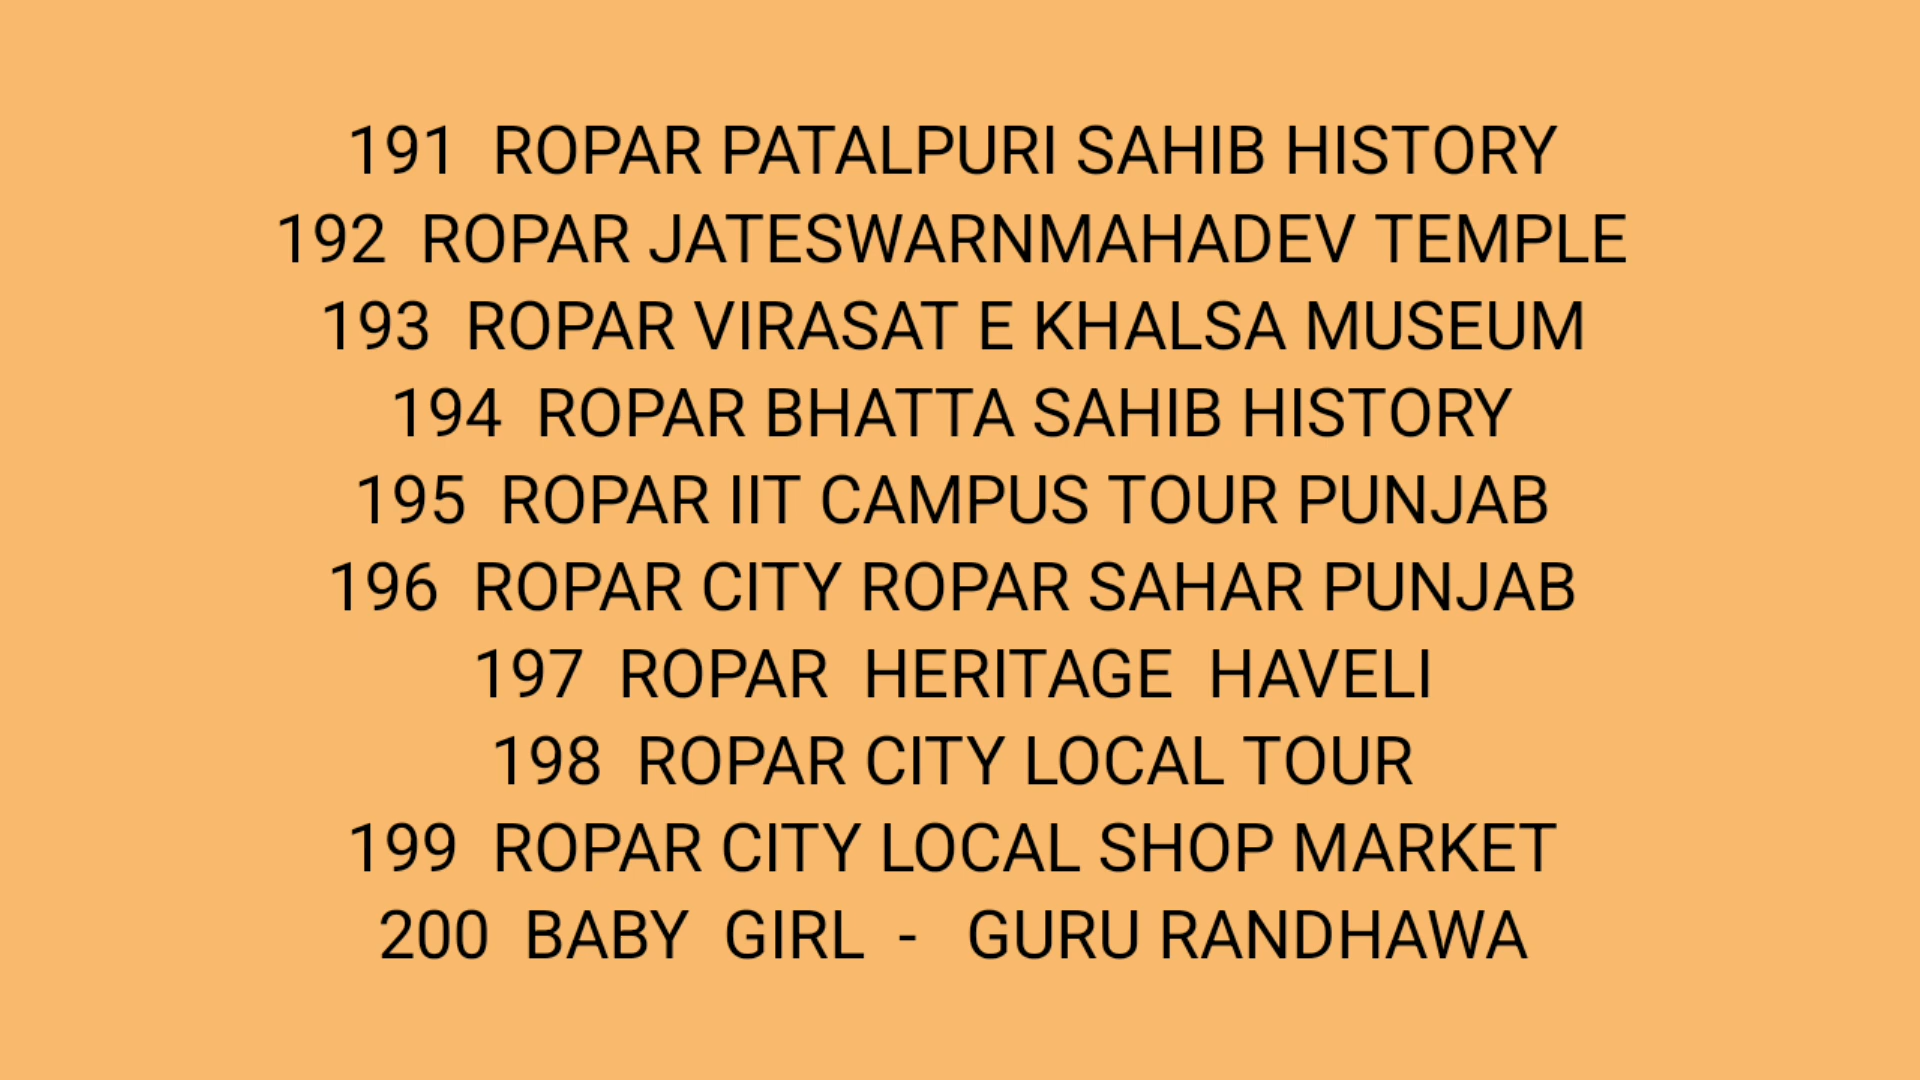 191 ROPAR PATALPURI SAHIB HISTORY
192 ROPAR JATESWARNMAHADEV TEMPLE
193 ROPAR VIRASAT E KHALSA MUSEUM
194 ROPAR BHATTA SAHIB HISTORY
195 ROPAR IIT CAMPUS TOUR PUNJAB
196 ROPAR CITY ROPAR SAHAR PUNJAB
197 ROPAR HERITAGE HAVELI
198 ROPAR CITY LOCAL TOUR
199 ROPAR CITY LOCAL SHOP MARKET
200 BABY GIRL - GURU RANDHAWA